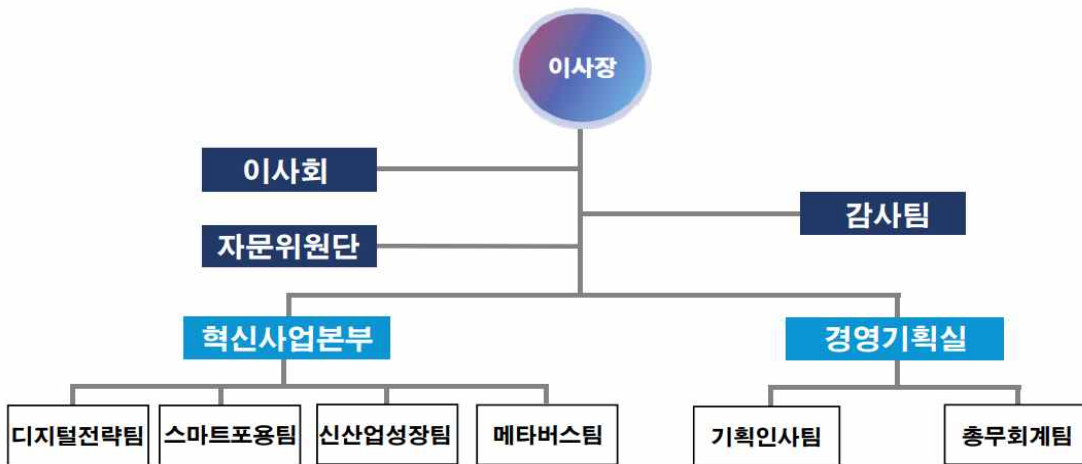 이사장
이사회
감사팀
자문위원단
혁신사업본부
경영기획실
디지털전략팀
스마트포용팀
신산업성장팀
메타버스팀
기획인사팀
총무회계팀